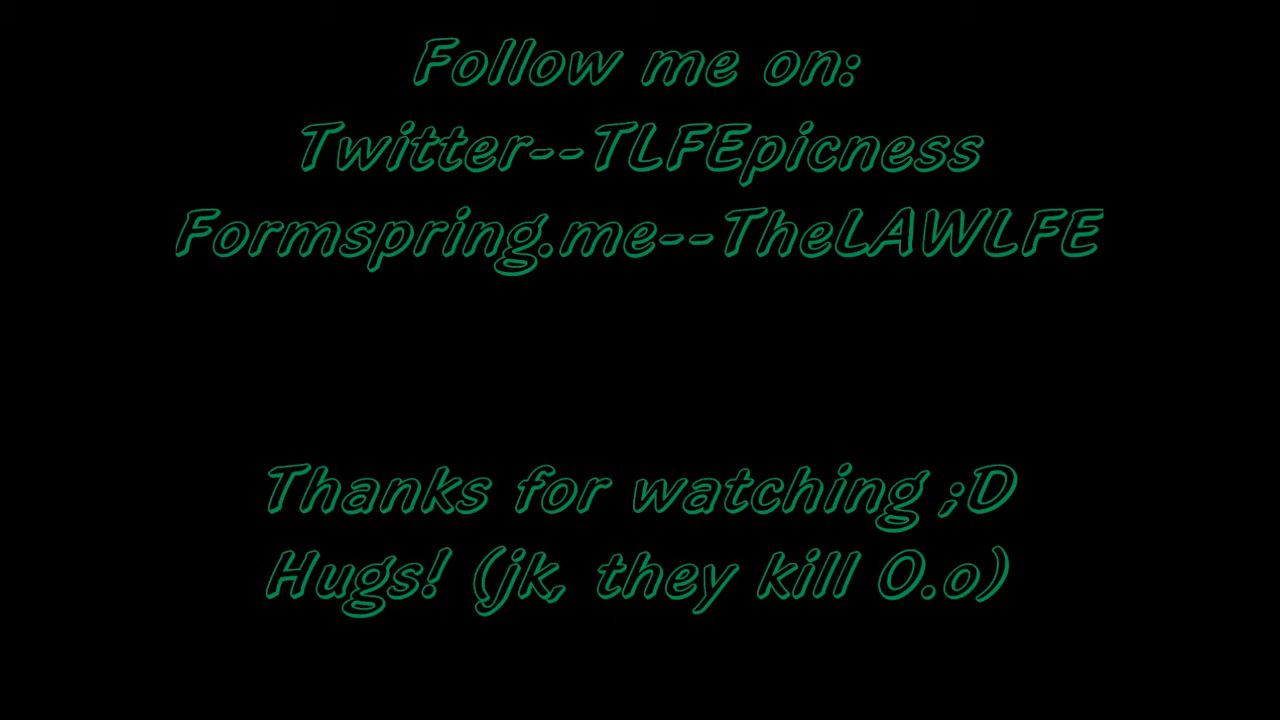 Follow me on:
Twitter--TLFEpicness
Formspring.me--TheLAWLFE
Thanks for watching ;D
Hugs! (jk, they kill O.o)